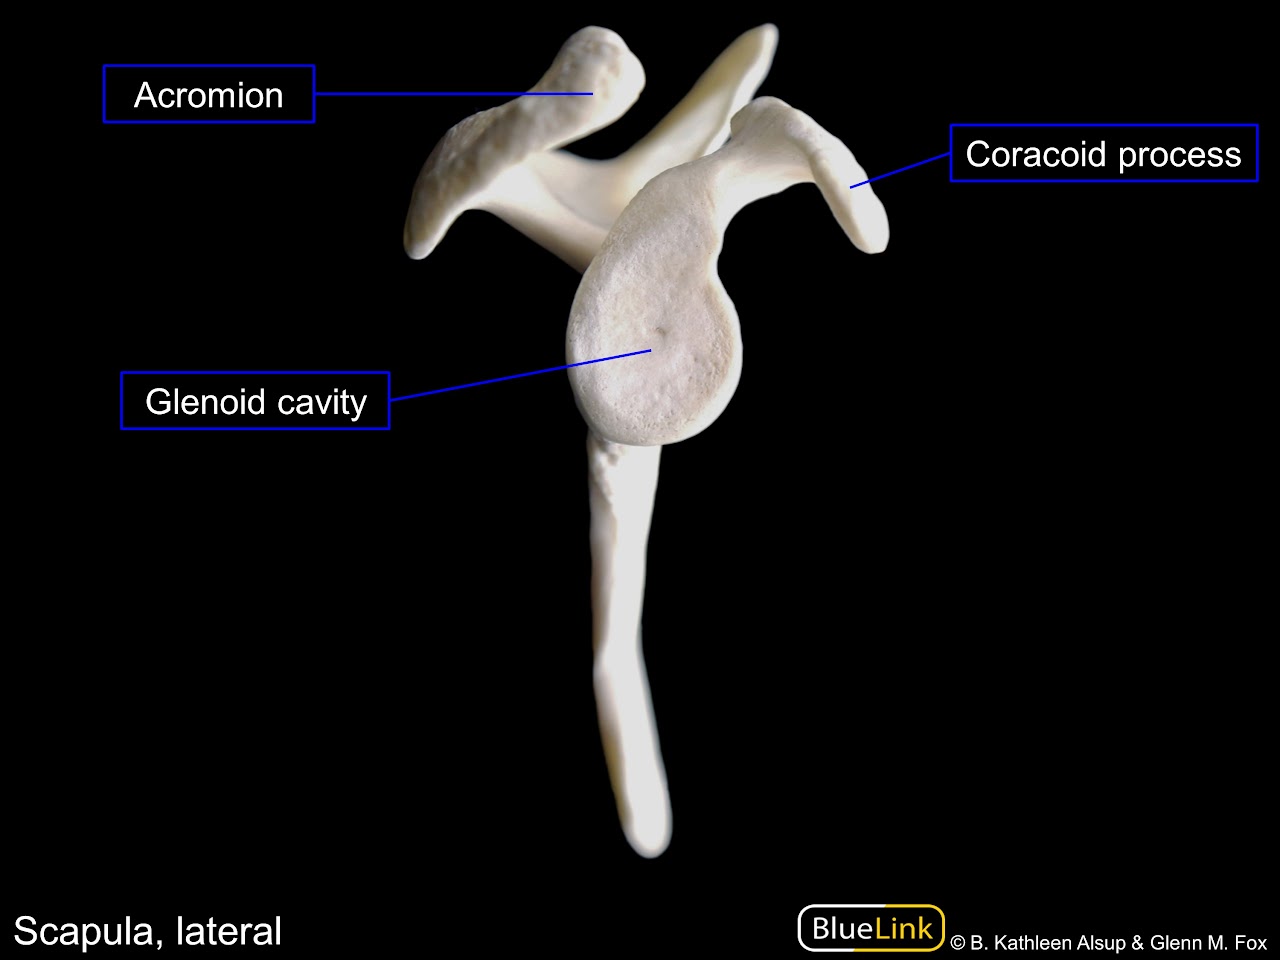 Acromion
Coracoid process
Glenoid cavity
Scapula, lateral
BlueLink
© B. Kathleen Alsup & Glenn M. Fox